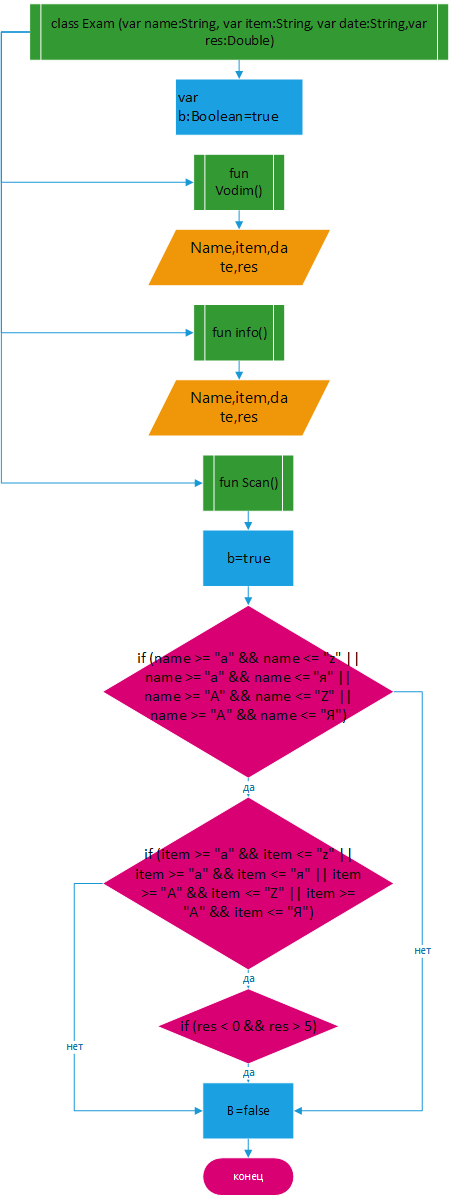 class Exam (var name:String, var item:String, var date:String,var
res:Double)
var
b:Boolean=true
fun
Vodim()
Name,item,da
te,res
fun info()
Name,item,da
te,res
fun Scan()
b=true
if (name >= "a" && name <= "z" ||
name >= "а" && name <= "я" ||
name >= "A" && name <= "Z" ||
name >= "А" && name <= "Я")
да
if (item >= "a" && item <= "z" ||
item >= "а" && item <= "я" || item
>= "A" && item <= "Z" || item >=
"А" && item <= "Я")
нет
да
if (res < 0 && res > 5)
нет
да
B=false
конец